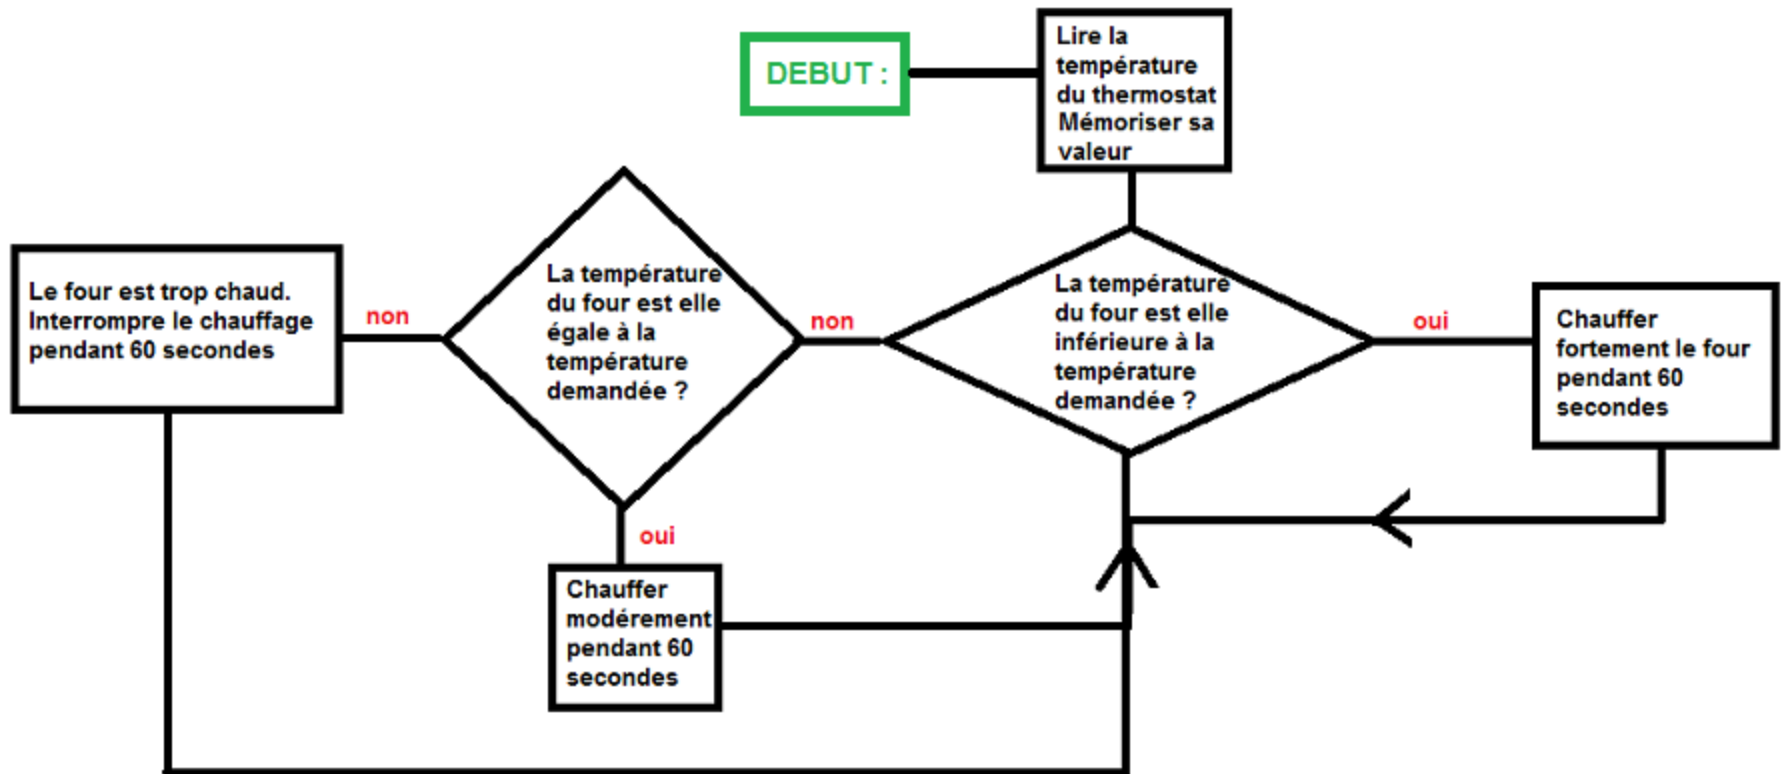 DEBUT :
Lire la
température
du thermostat
Mémoriser sa
valeur
La température
du four est elle
inférieure à la
température
demandée ?
oui
Chauffer
fortement le four
pendant 60
secondes
non
La température
du four est elle
égale à la
température
demandée ?
oui
Chauffer
modérement
pendant 60
secondes
non
Le four est trop chaud.
Interrompre le chauffage
pendant 60 secondes